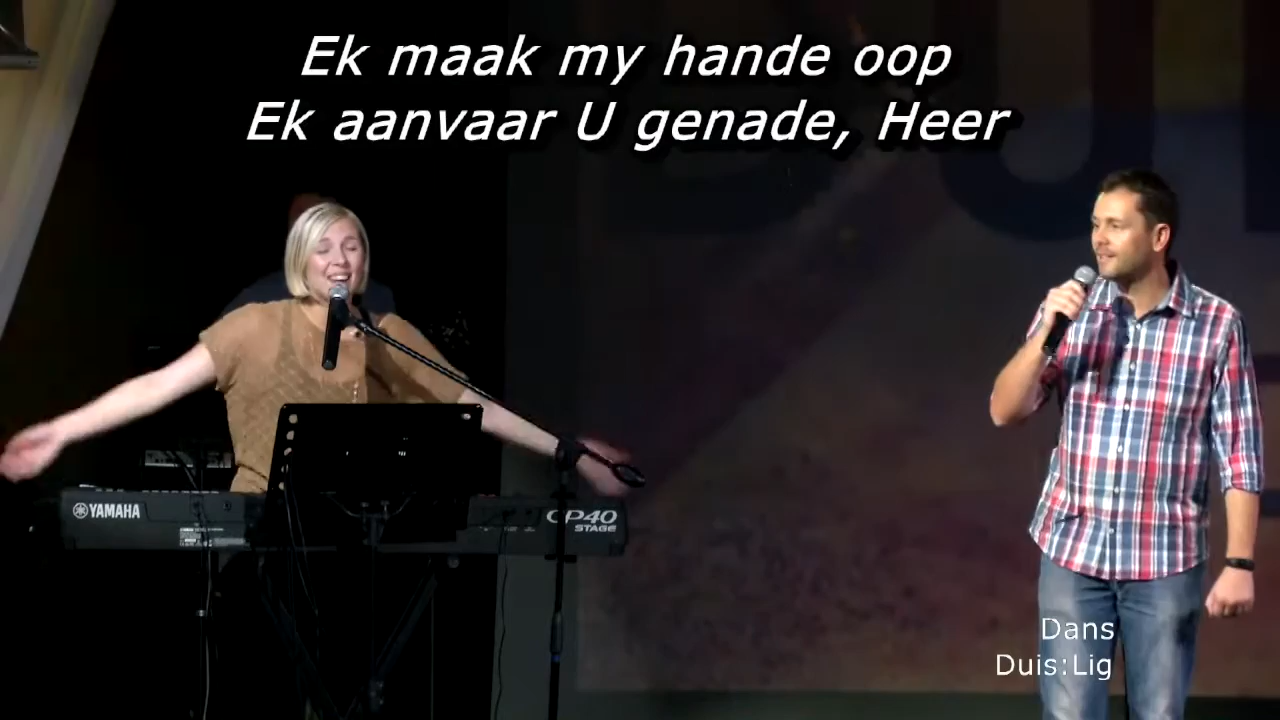 Ek maak my hande oop
Ek aanvaar U genade, Heer
YAMAHA
CP40
STAGE
Dans
Duis:Lig